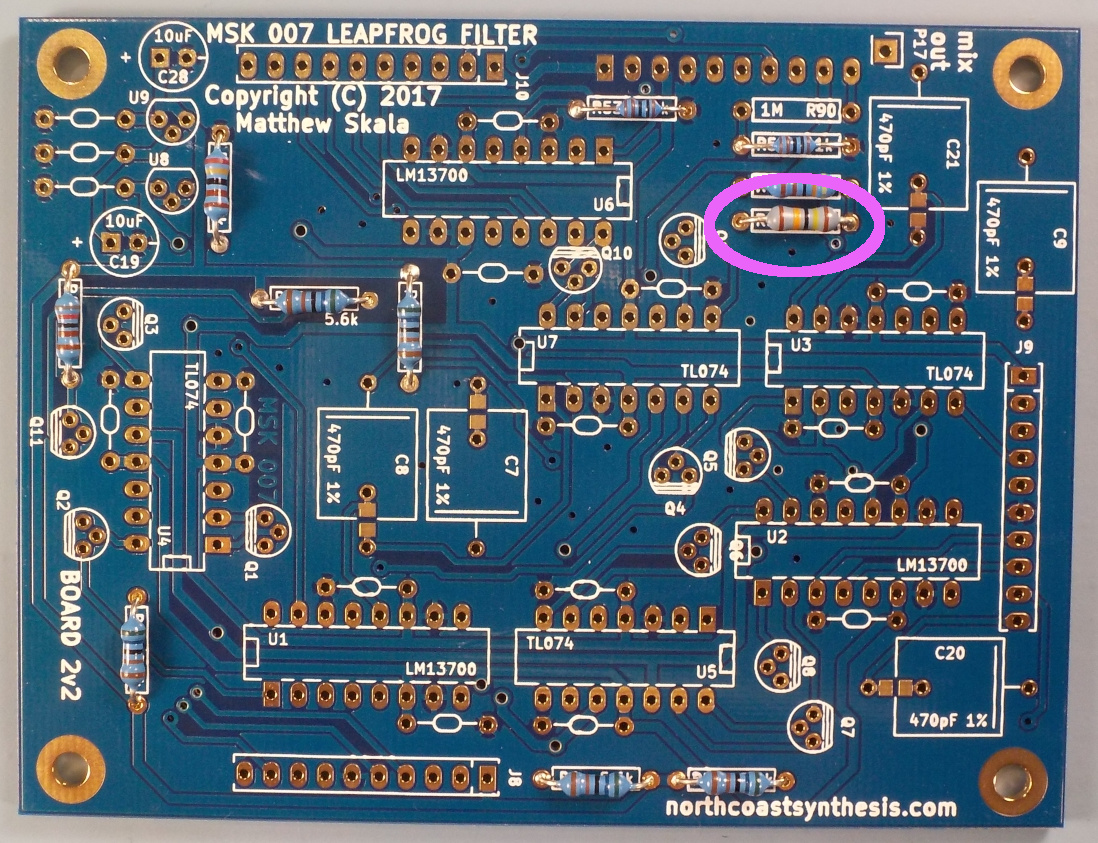 MSK 007 LEAPFROG FILTER
Copyright (C) 2017
Matthew Skala
10uF
+
C28
J10
mix
out
P17
U9
U8
1M R90
470pF 1%
C21
LM13700
U6
10uF
+
C19
470pF 1%
C9
Q10
Q3
5.6k
U7
TL074
U3
TL074
J9
TL074
U4
MSK 007
Q11
Q2
Q1
470pF 1%
C8
470pF 1%
C7
Q5
Q4
Q6
U2
LM13700
BOARD 2v2
U1
LM13700
TL074
U5
Q8
C20
470pF 1%
Q7
J8
northcoastsynthesis.com